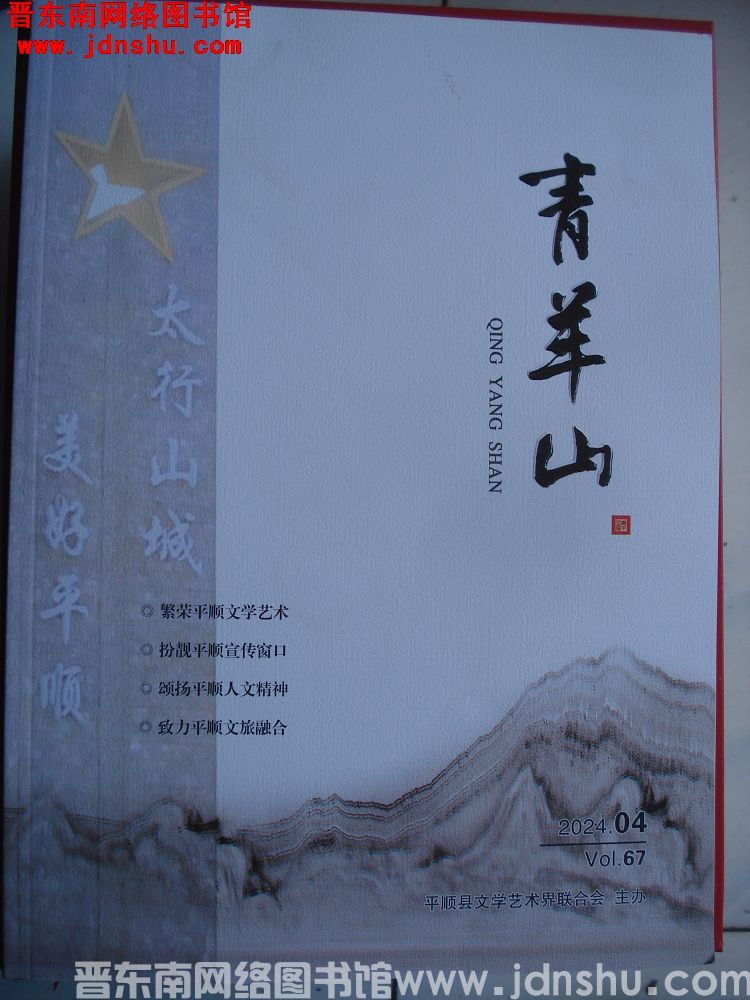 晋东南网络图书馆
www.jdnshu.com
青羊山
QING YANG SHAN
太行山城
美好平顺
◎ 繁荣平顺文学艺术
◎ 扮靓平顺宣传窗口
◎ 颂扬平顺人文精神
◎ 致力平顺文旅融合
2024.04
Vol.67
平顺县文学艺术界联合会 主办
晋东南网络图书馆www.jdnshu.com